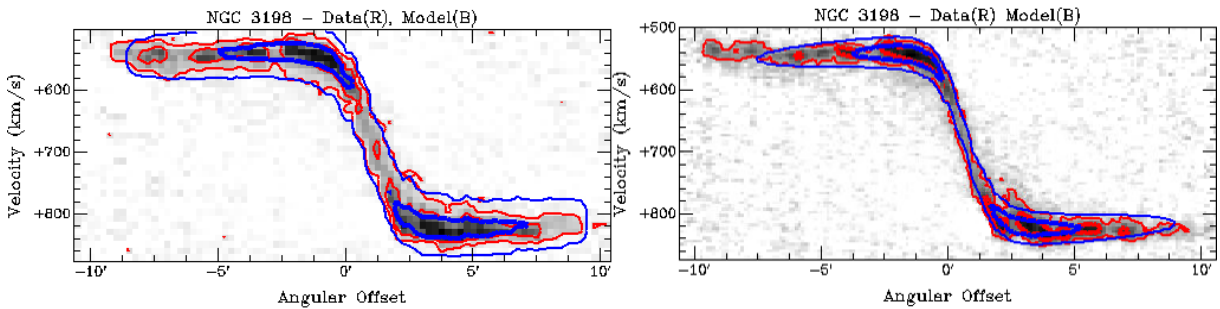 NGC 3198 - Data(R), Model(B)
+600
+700
+800
Velocity (km/s)
-10' -5' 0' 5' 10'
Angular Offset
NGC 3198 - Data(R) Model(B)
+500
+600
+700
+800
Velocity (km/s)
-10' -5' 0' 5' 10'
Angular Offset